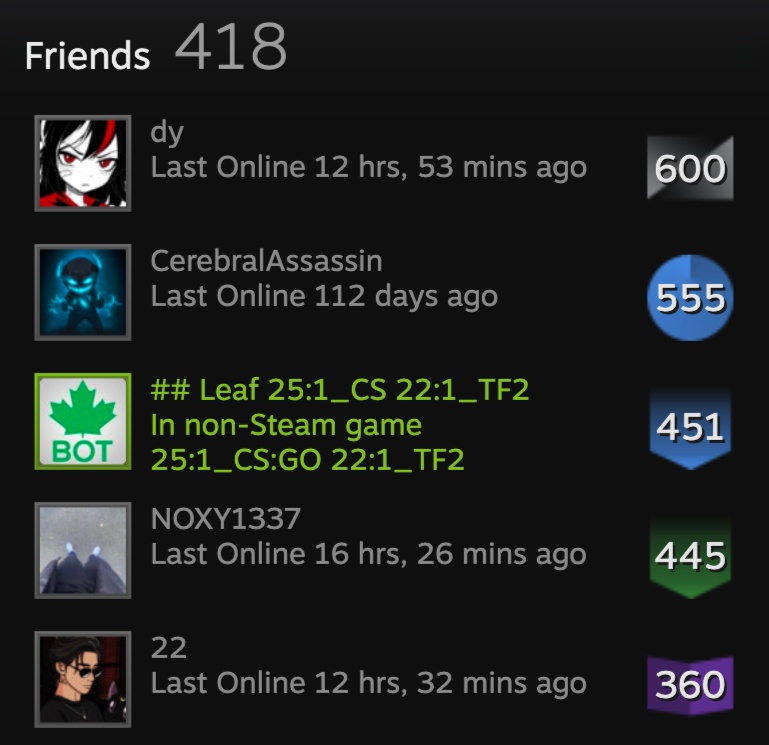 Friends 418
dy
Last Online 12 hrs, 53 mins ago
600
CerebralAssassin
Last Online 112 days ago
555
BOT
## Leaf 25:1_CS 22:1_TF2
In non-Steam game
25:1_CS:GO 22:1_TF2
451
NOXY1337
Last Online 16 hrs, 26 mins ago
445
22
Last Online 12 hrs, 32 mins ago
360